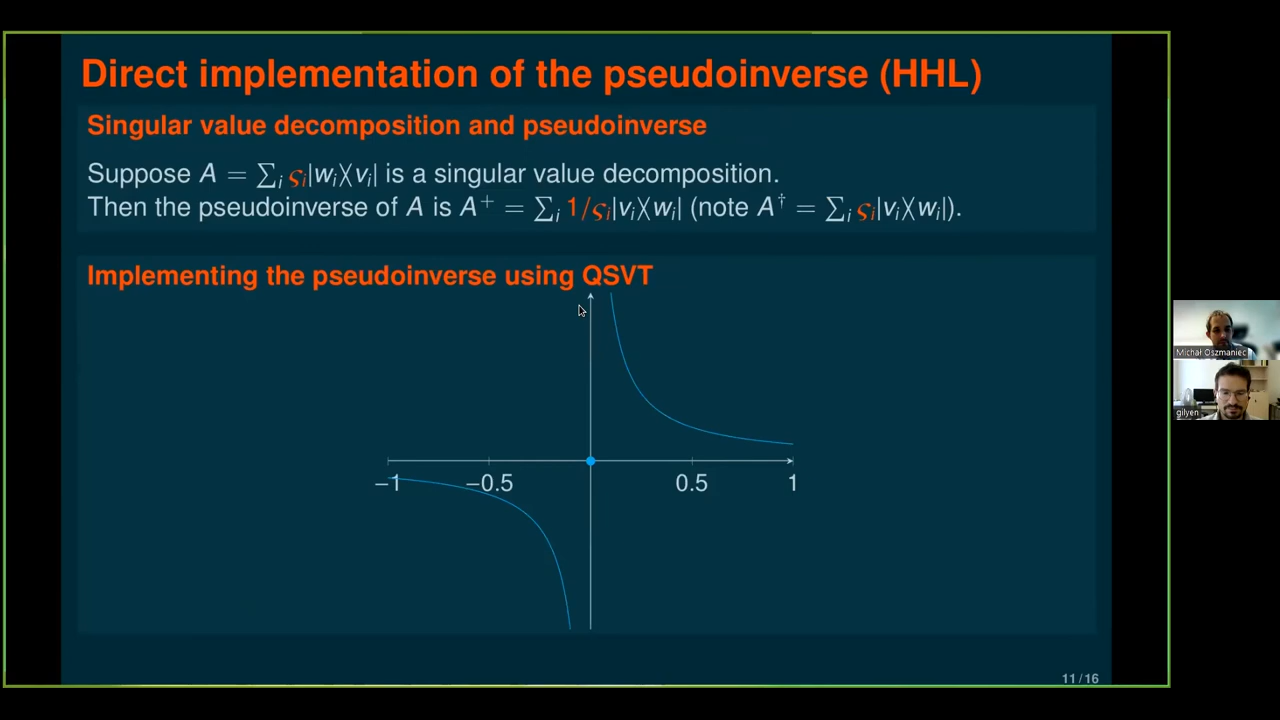 Direct implementation of the pseudoinverse (HHL)
Singular value decomposition and pseudoinverse
Suppose A = ∑ᵢ ςᵢ|wᵢ⟩⟨vᵢ| is a singular value decomposition.
Then the pseudoinverse of A is A⁺ = ∑ᵢ 1/ςᵢ|vᵢ⟩⟨wᵢ| (note A† = ∑ᵢ ςᵢ|vᵢ⟩⟨wᵢ|).
Implementing the pseudoinverse using QSVT
−1 −0.5 0.5 1
Michał Oszmaniec
gilyen
11 / 16